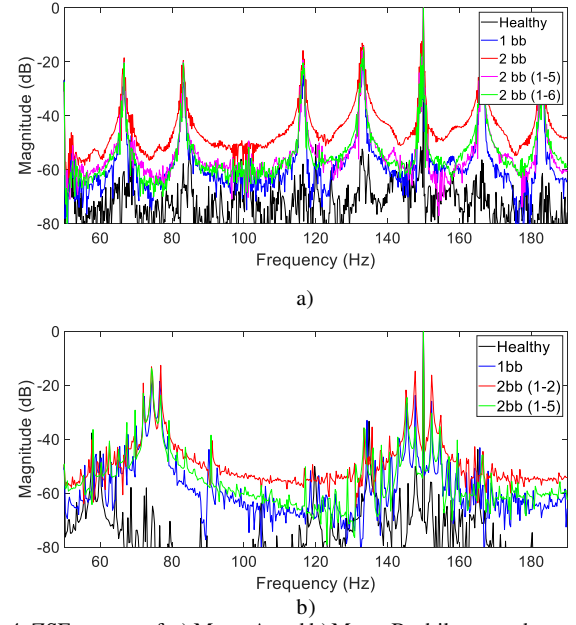 0
-20
-40
-60
-80
Magnitude (dB)
60 80 100 120 140 160 180
Frequency (Hz)
Healthy
1 bb
2 bb
2 bb (1-5)
2 bb (1-6)
a)
0
-20
-40
-60
-80
Magnitude (dB)
60 80 100 120 140 160 180
Frequency (Hz)
Healthy
1bb
2bb (1-2)
2bb (1-5)
b)